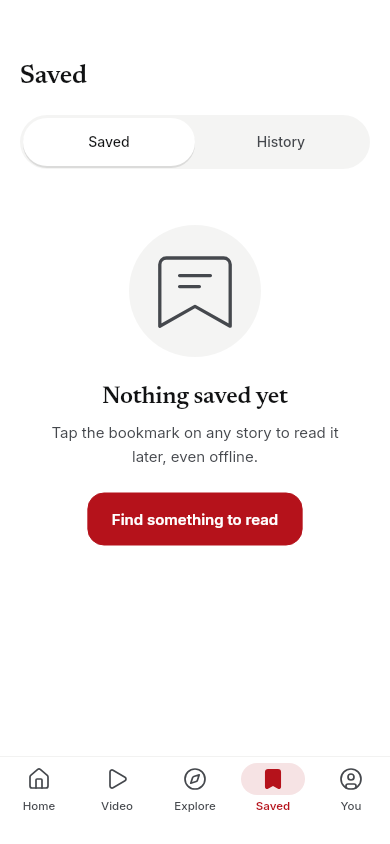 Saved
Saved
History
Nothing saved yet
Tap the bookmark on any story to read it
later, even offline.
Find something to read
Home
Video
Explore
Saved
You